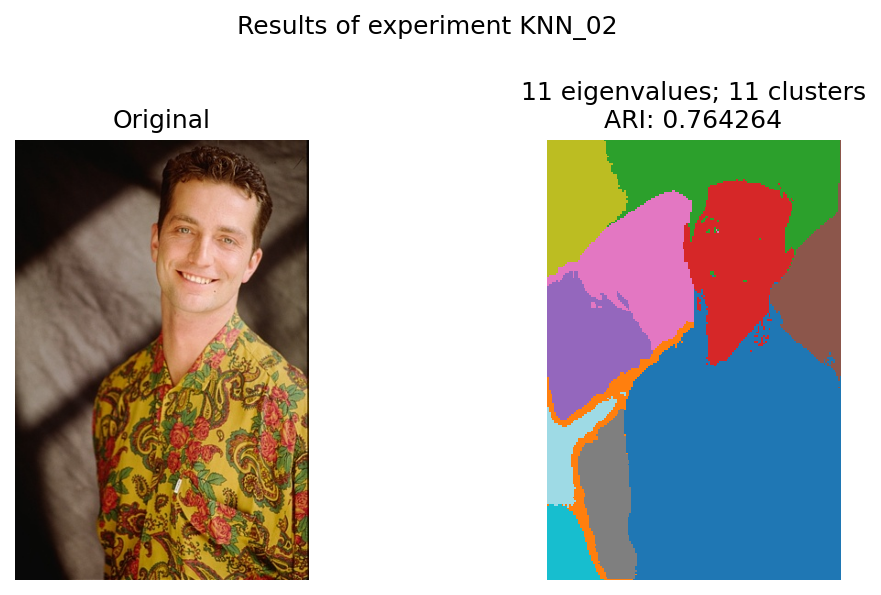 Results of experiment KNN_02
Original
11 eigenvalues; 11 clusters
ARI: 0.764264